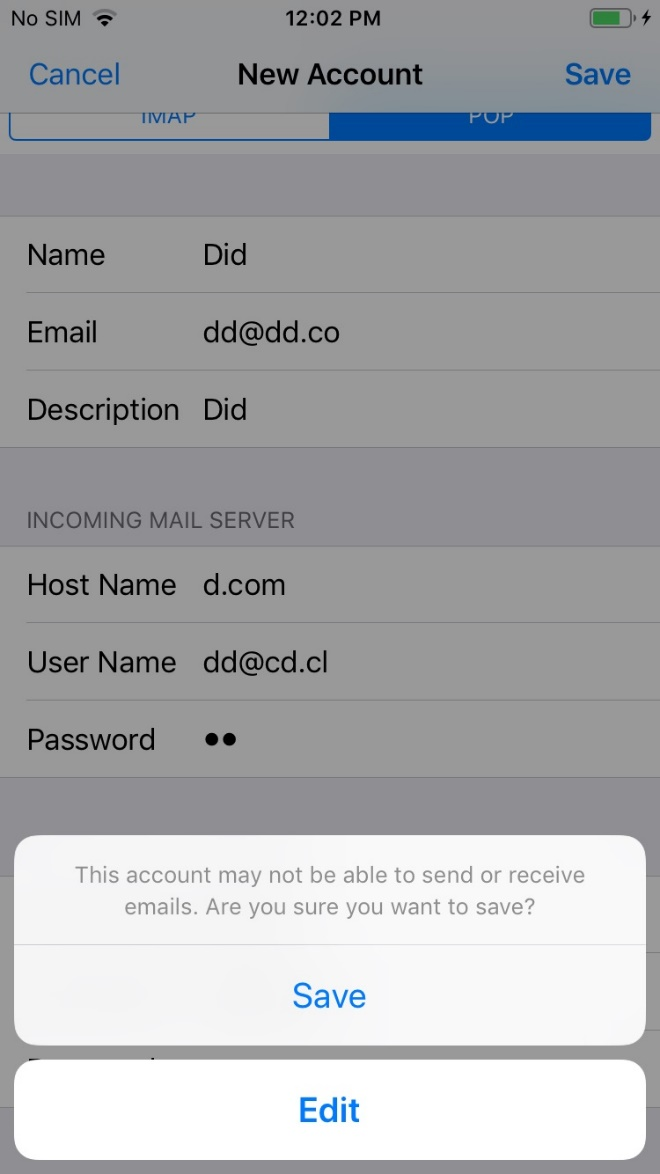 No SIM 12:02 PM
Cancel New Account Save
IMAP POP
Name Did
Email dd@dd.co
Description Did
INCOMING MAIL SERVER
Host Name d.com
User Name dd@cd.cl
Password ●●
This account may not be able to send or receive
emails. Are you sure you want to save?
Save
Edit